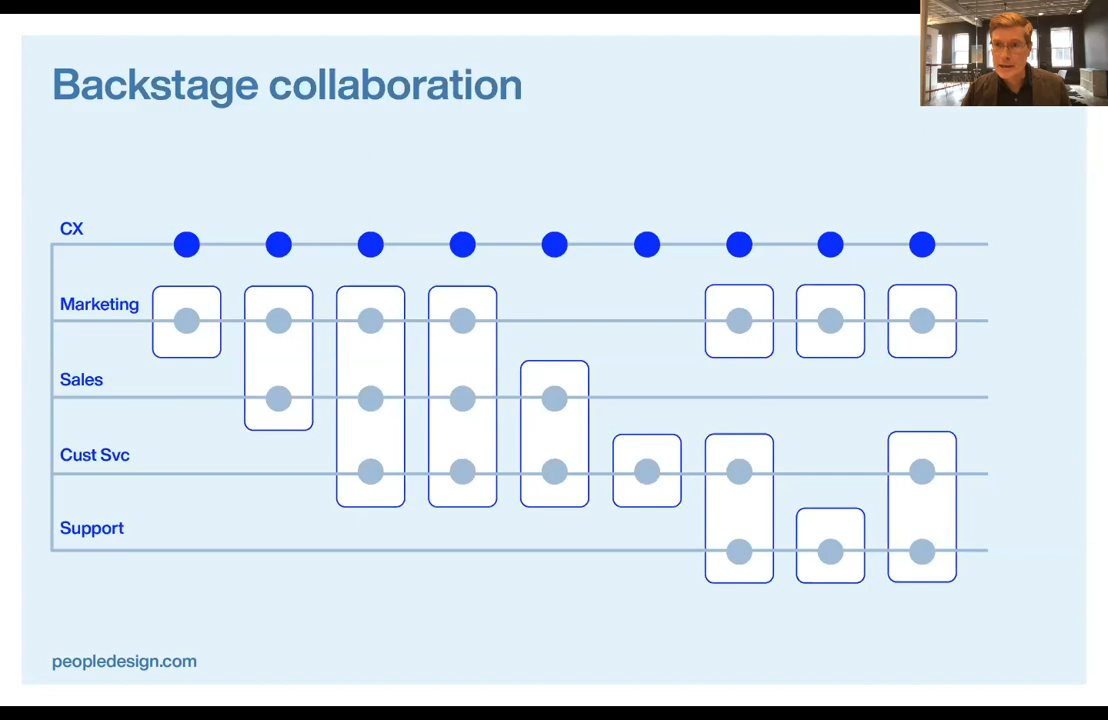 Backstage collaboration
CX
Marketing
Sales
Cust Svc
Support
peopledesign.com